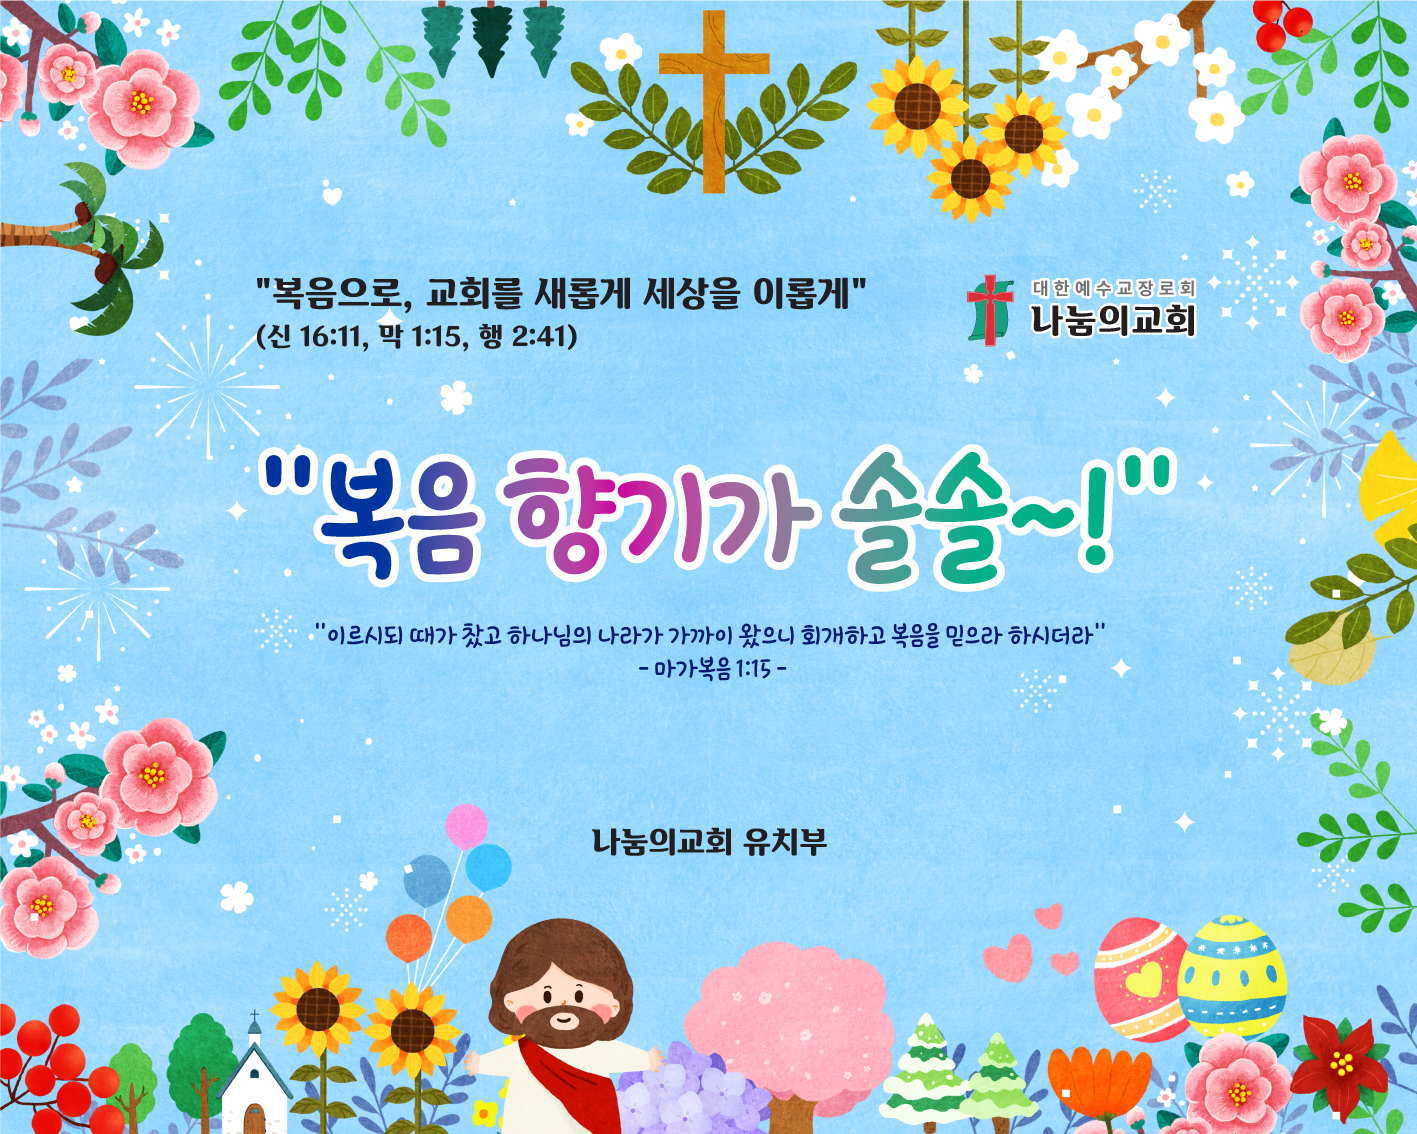 "복음으로, 교회를 새롭게 세상을 이롭게"
(신 16:11, 막 1:15, 행 2:41)
대한예수교장로회
나눔의교회
"복음 향기가 솔솔~!"
"이르시되 때가 찼고 하나님의 나라가 가까이 왔으니 회개하고 복음을 믿으라 하시더라"
- 마가복음 1:15 -
나눔의교회 유치부